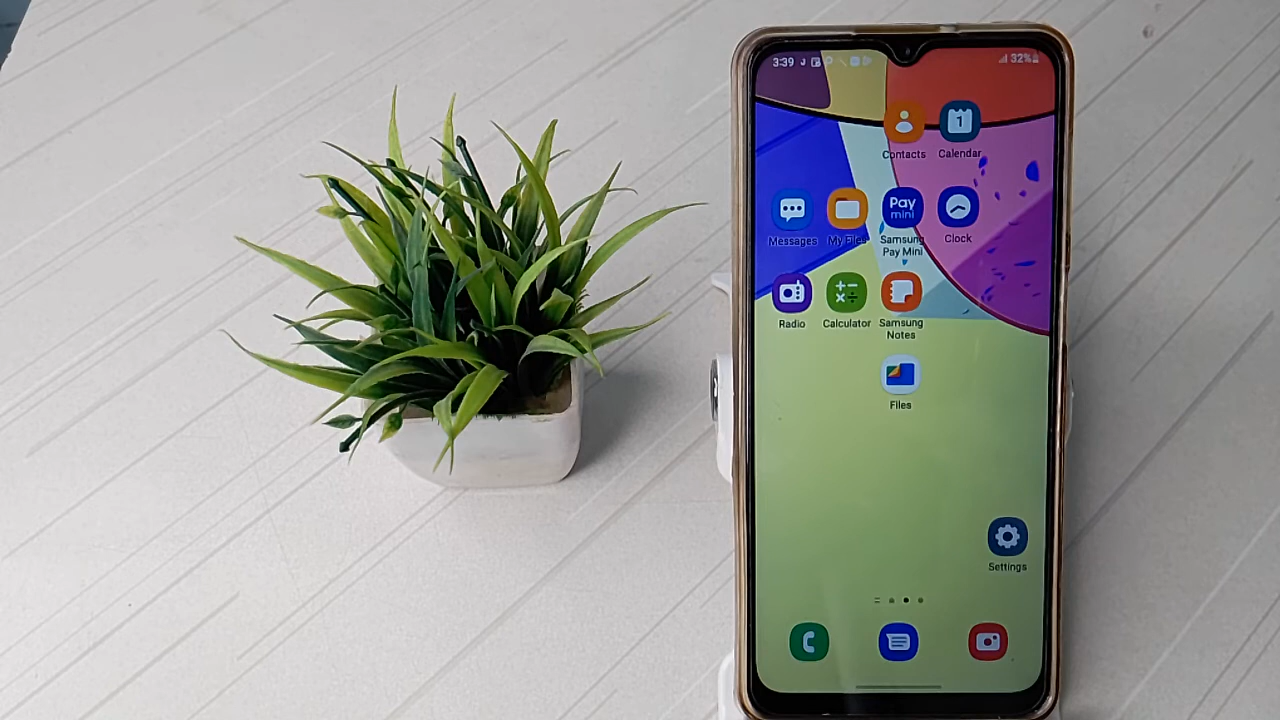 3:39
32%
1
Contacts
Calendar
Pay
mini
Messages
My Files
Samsung
Pay Mini
Clock
Radio
Calculator
Samsung
Notes
Files
Settings